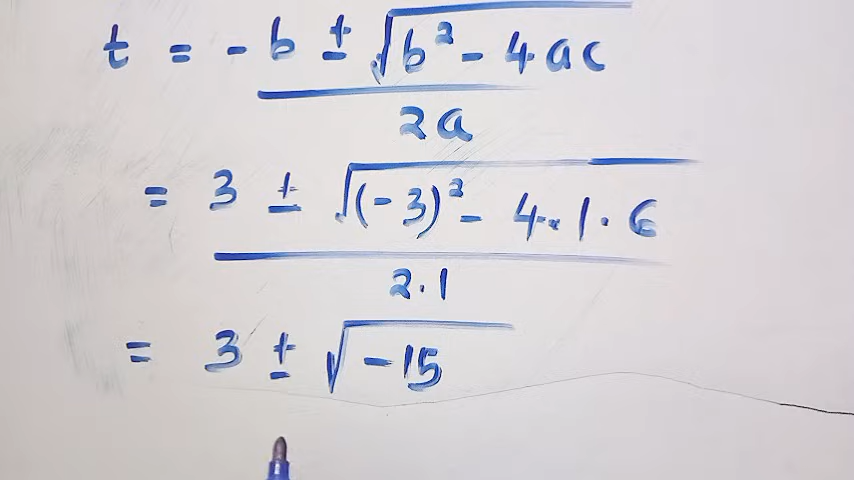 t = -b ± √(b² - 4ac)
2a
= 3 ± √((-3)² - 4·1·6)
2·1
= 3 ± √(-15)